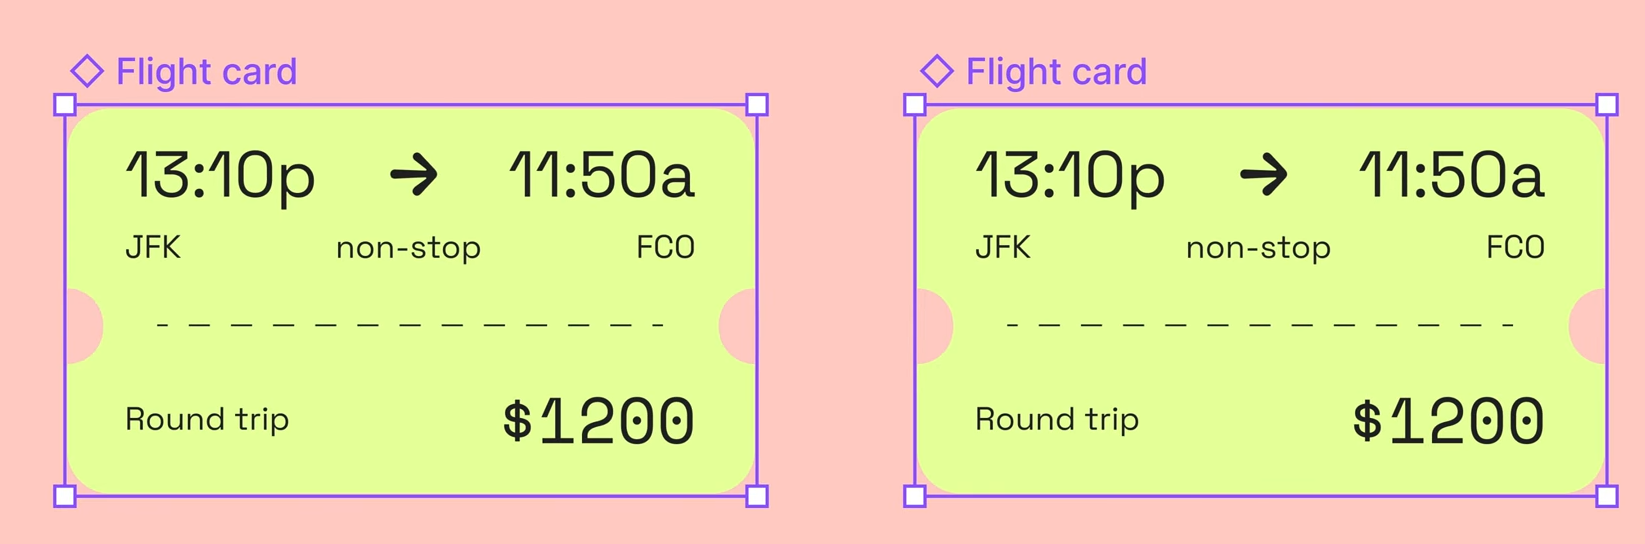 Flight card
13:10p → 11:50a
JFK non-stop FCO
Round trip $1200
Flight card
13:10p → 11:50a
JFK non-stop FCO
Round trip $1200